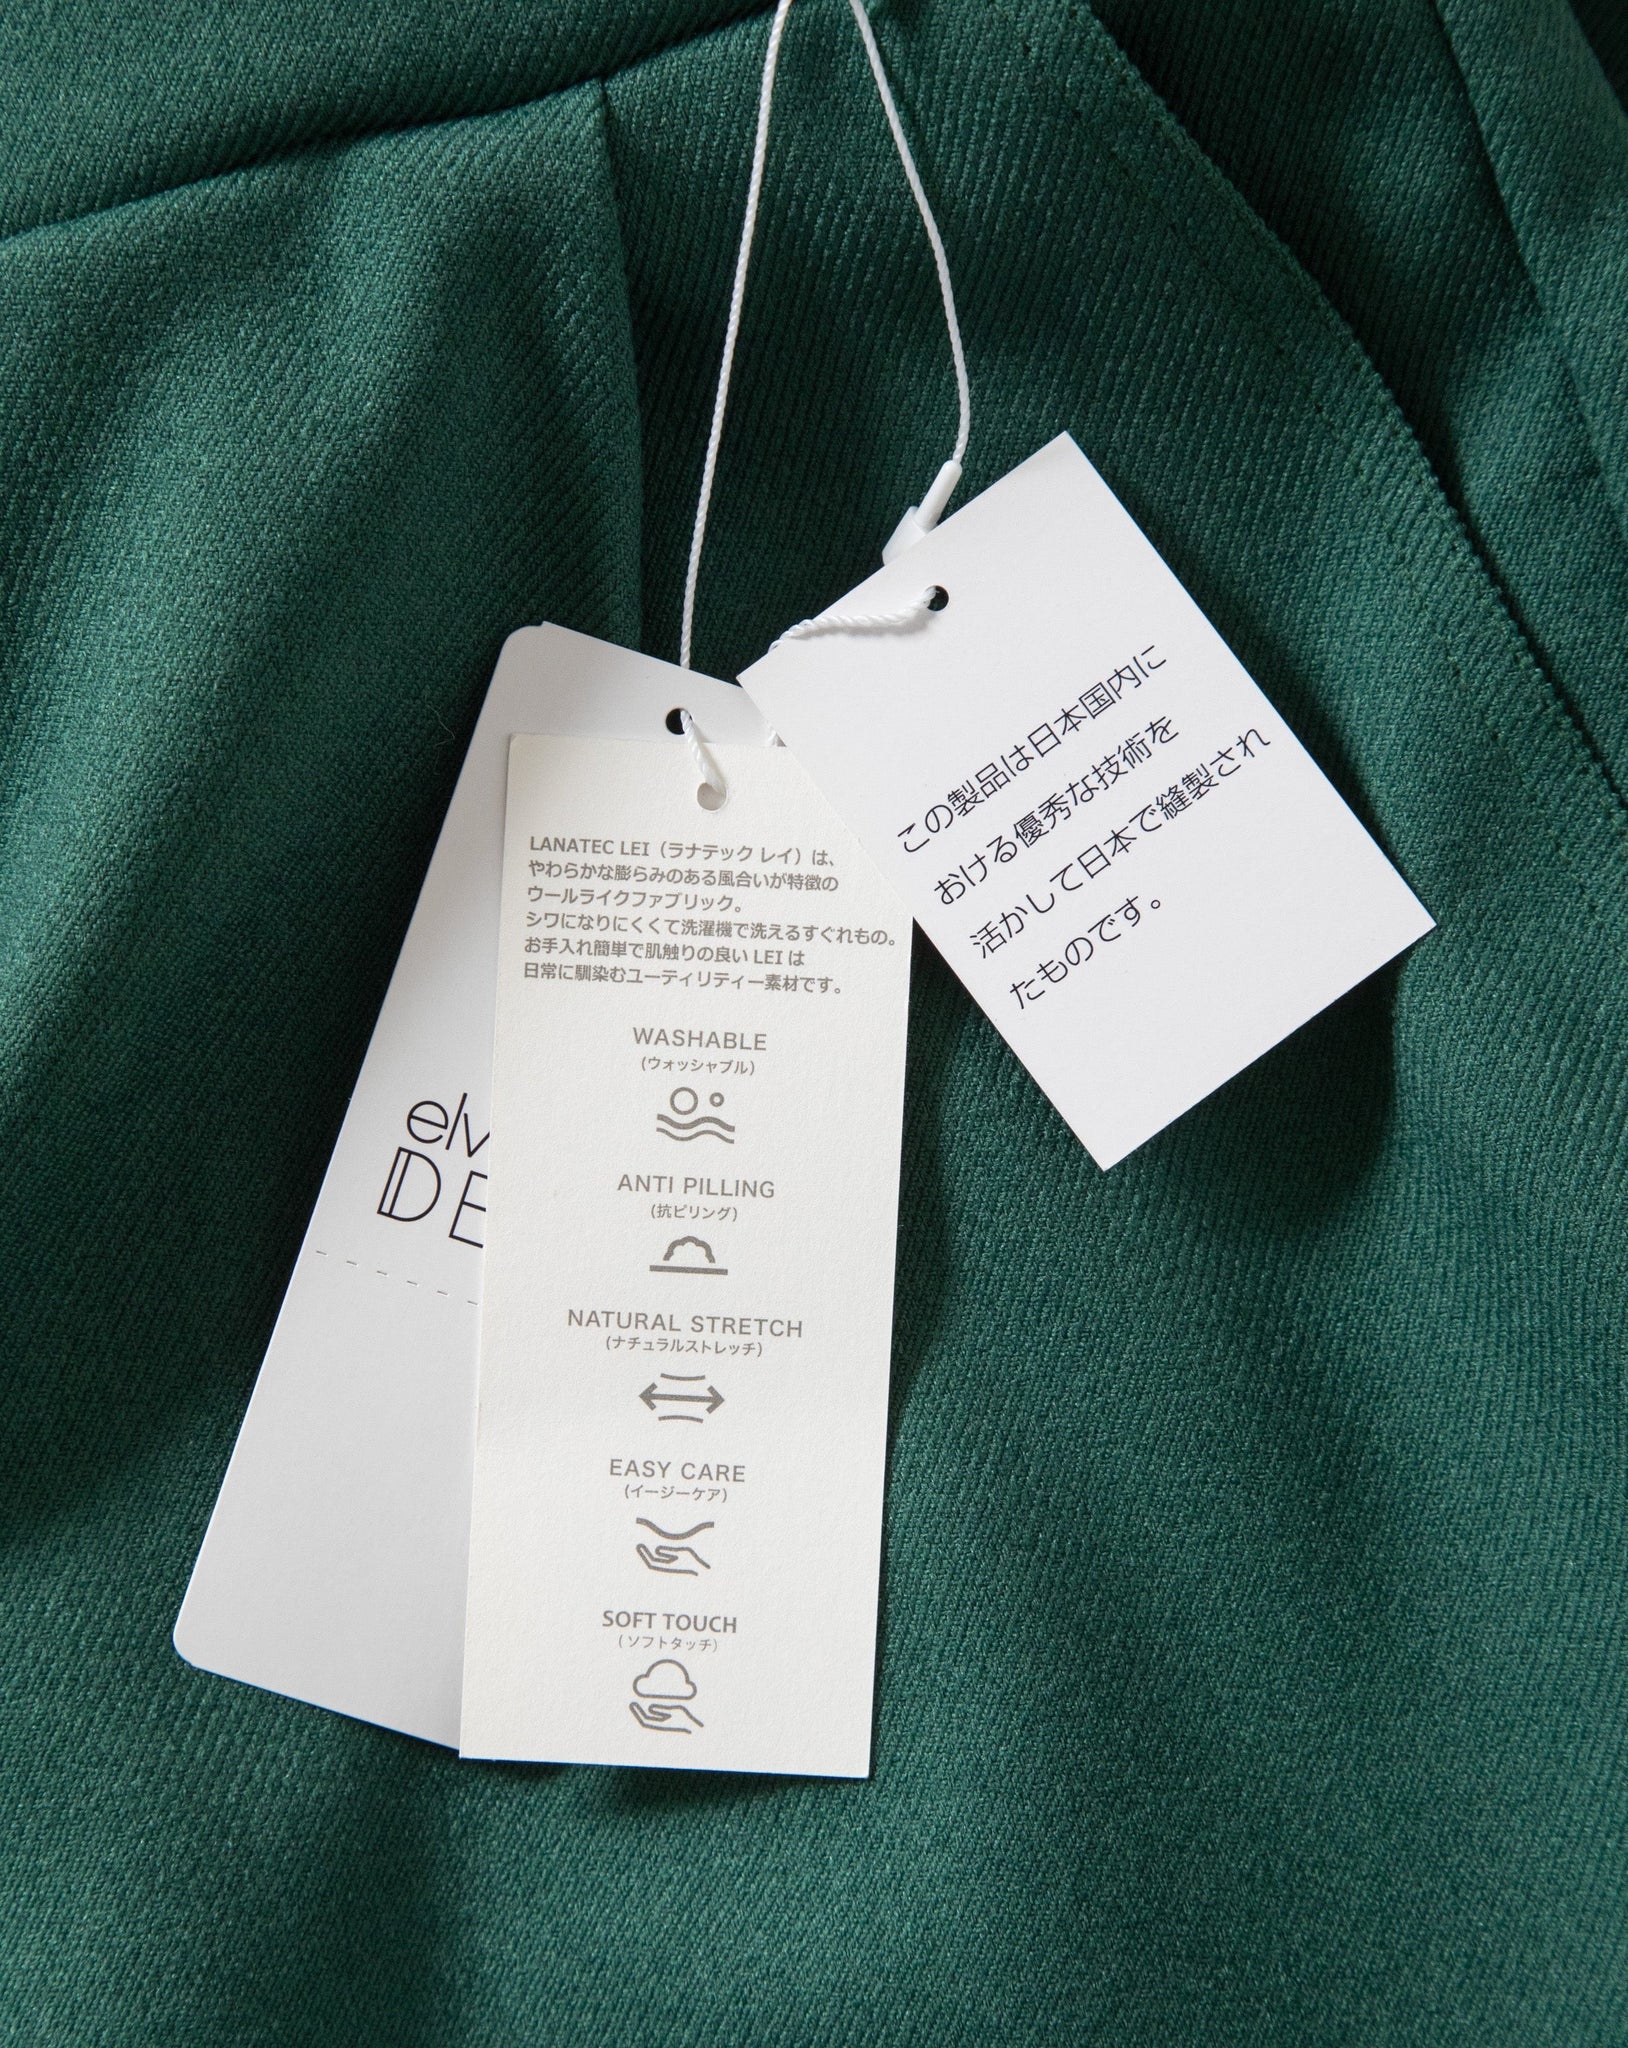 この製品は日本国内に
おける優秀な技術を
活かして日本で縫製され
たものです。
LANATEC LEI（ラナテック レイ）は、
やわらかな膨らみのある風合いが特徴の
ウールライクファブリック。
シワになりにくくて洗濯機で洗えるすぐれもの。
お手入れ簡単で肌触りの良い LEI は
日常に馴染むユーティリティー素材です。
WASHABLE
(ウォッシャブル)
ANTI PILLING
(抗ピリング)
NATURAL STRETCH
(ナチュラルストレッチ)
EASY CARE
(イージーケア)
SOFT TOUCH
(ソフトタッチ)